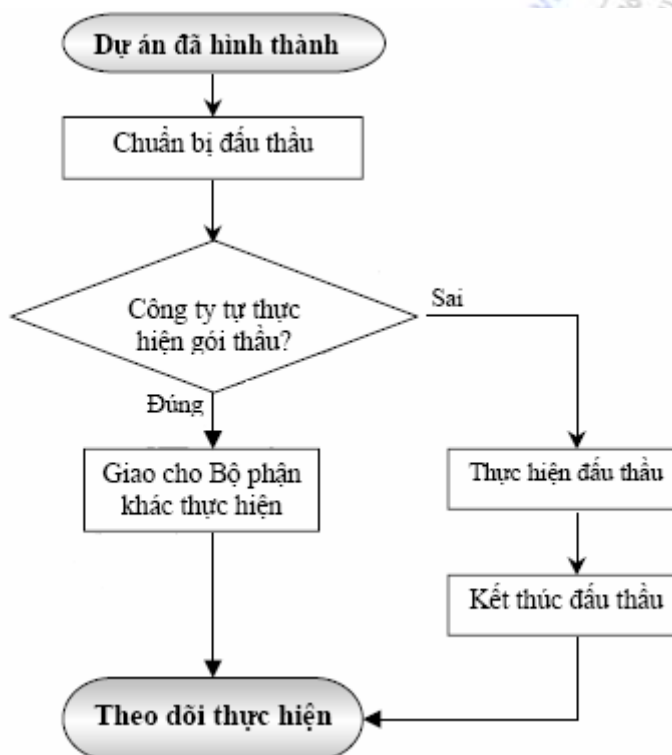 Dự án đã hình thành
Chuẩn bị đấu thầu
Công ty tự thực
hiện gói thầu?
Sai
Đúng
Giao cho Bộ phận
khác thực hiện
Thực hiện đấu thầu
Kết thúc đấu thầu
Theo dõi thực hiện